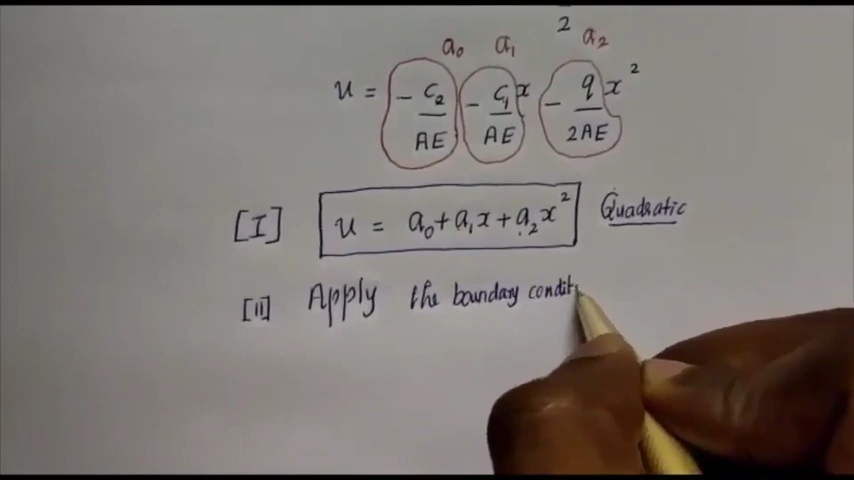 a₀ a₁ 2 a₂
u = - C₂/AE - C₁/AE x - q/2AE x²
[I] u = a₀ + a₁x + a₂x² Quadratic
[II] Apply the boundary condit